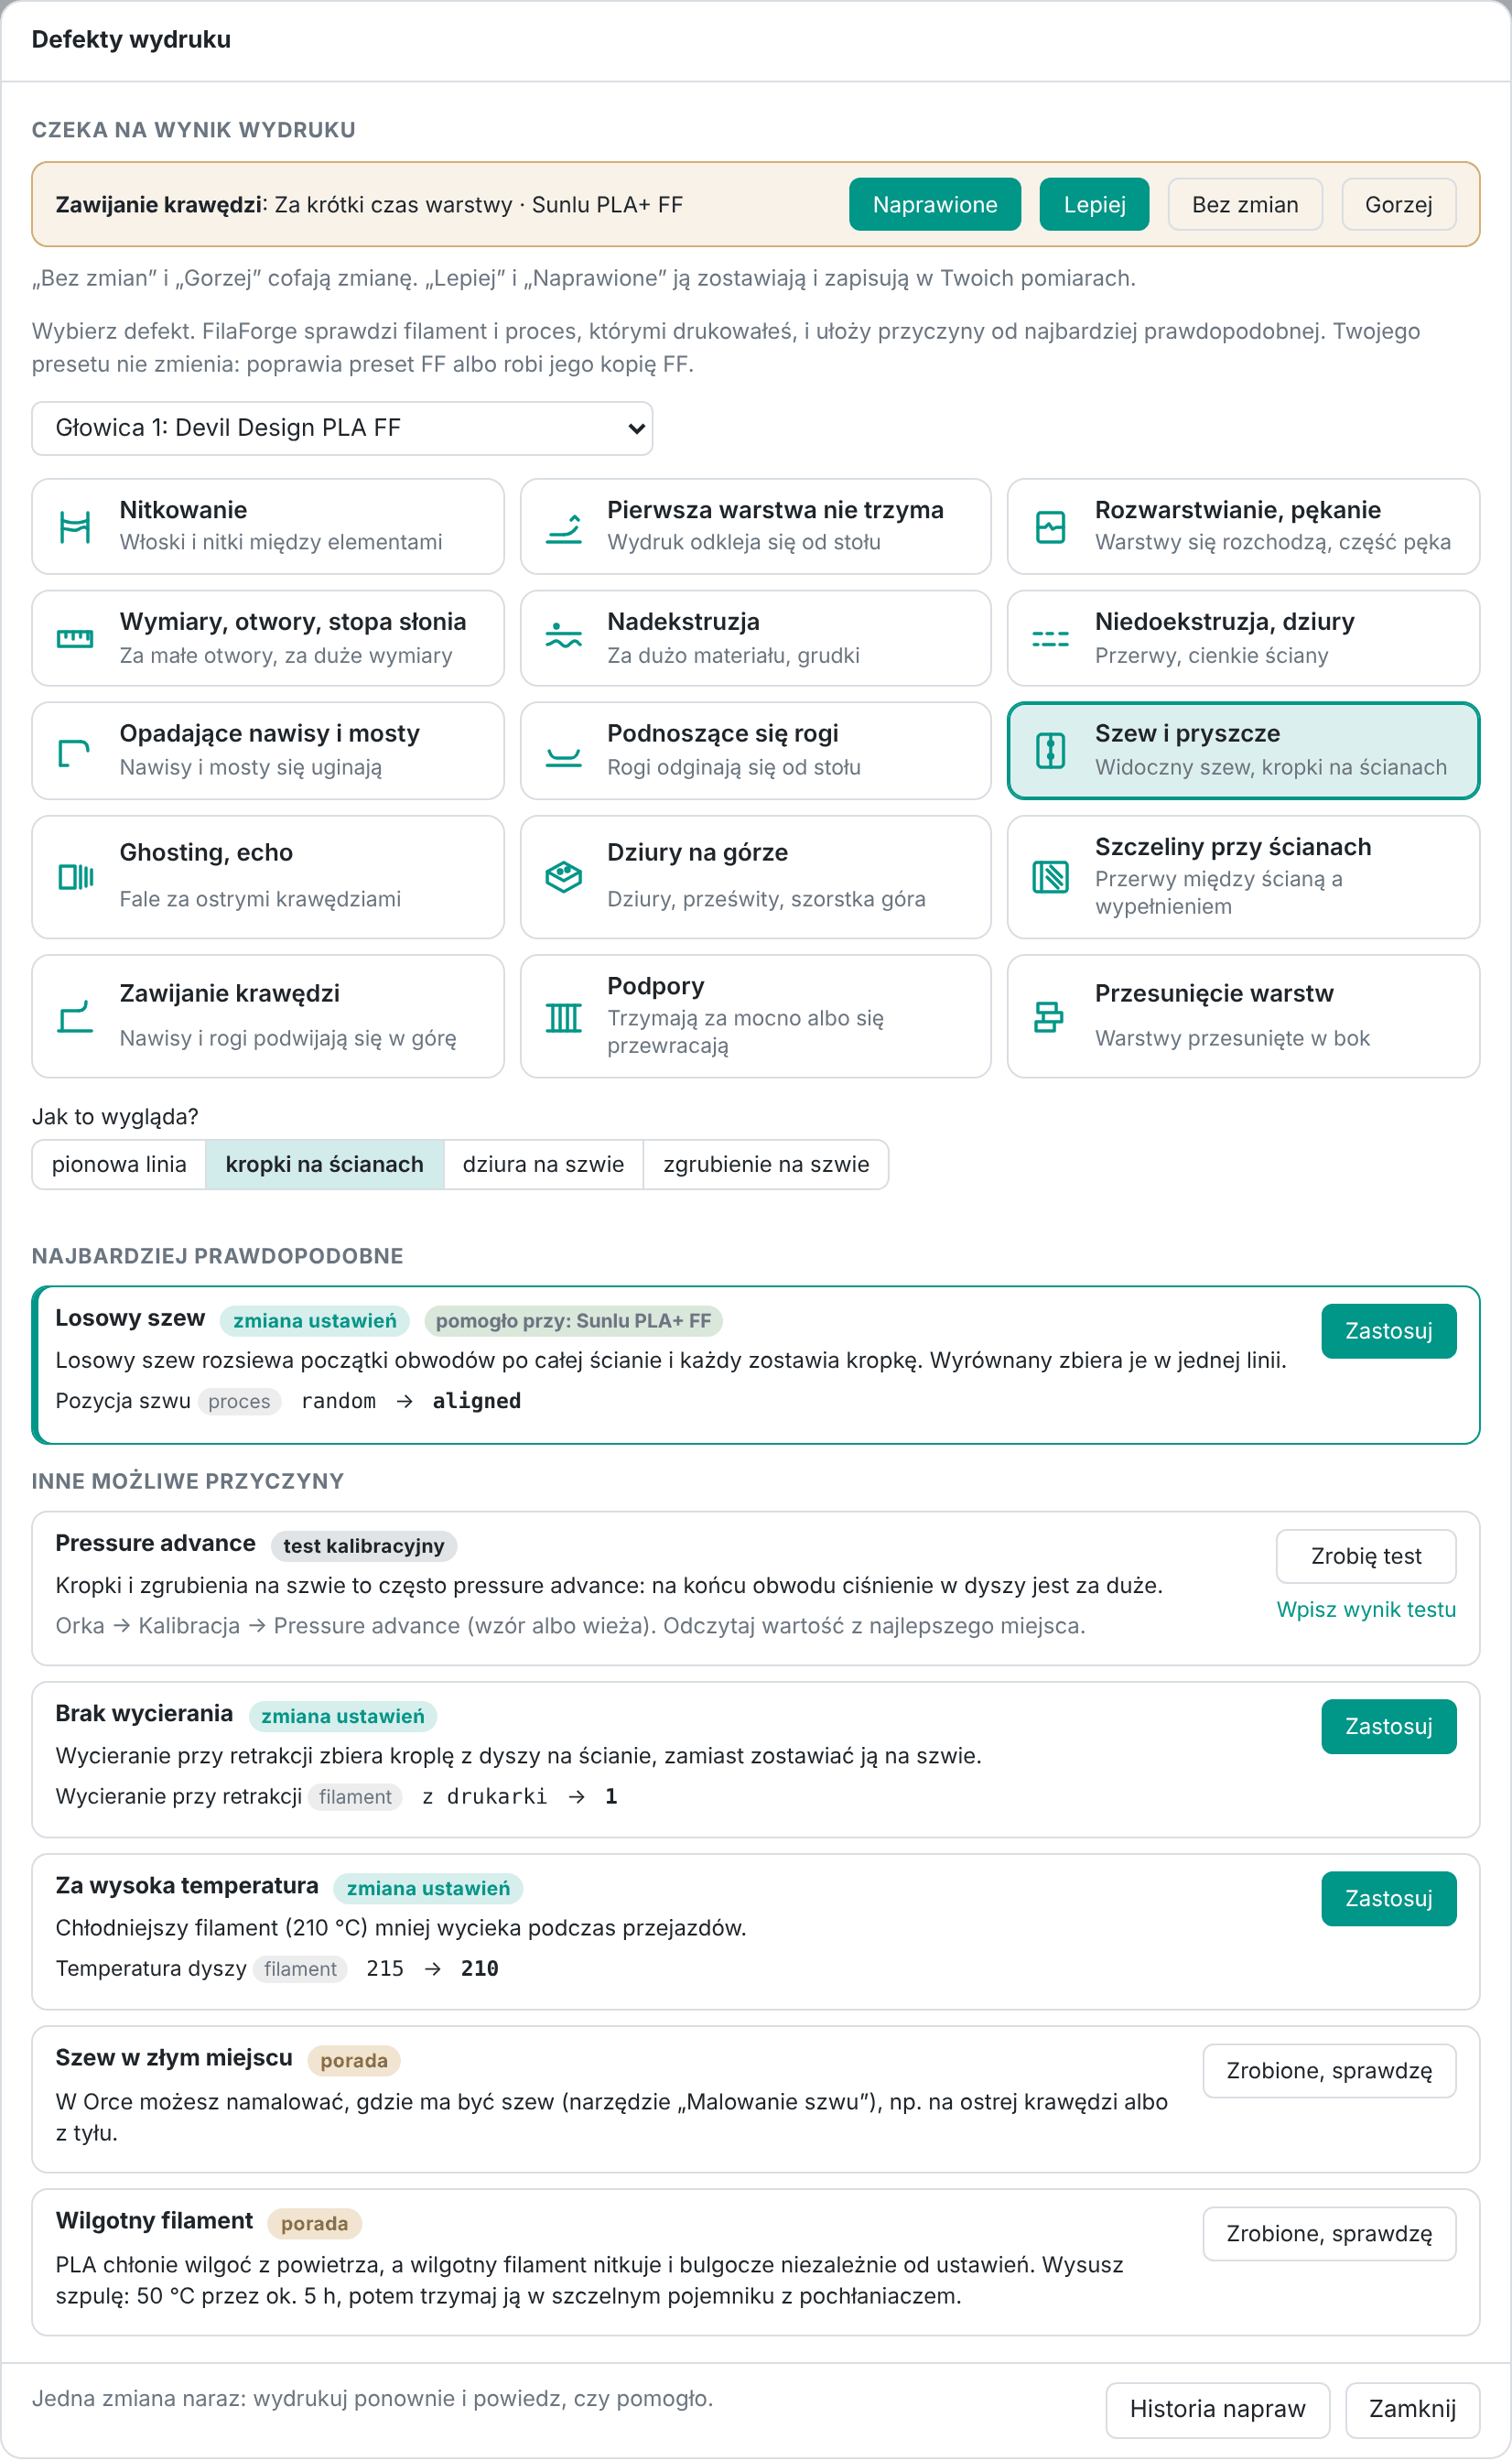 Defekty wydruku
CZEKA NA WYNIK WYDRUKU
Zawijanie krawędzi: Za krótki czas warstwy · Sunlu PLA+ FF
Naprawione
Lepiej
Bez zmian
Gorzej
„Bez zmian” i „Gorzej” cofają zmianę. „Lepiej” i „Naprawione” ją zostawiają i zapisują w Twoich pomiarach.
Wybierz defekt. FilaForge sprawdzi filament i proces, którymi drukowałeś, i ułoży przyczyny od najbardziej prawdopodobnej. Twojego
presetu nie zmienia: poprawia preset FF albo robi jego kopię FF.
Głowica 1: Devil Design PLA FF
Nitkowanie
Włoski i nitki między elementami
Pierwsza warstwa nie trzyma
Wydruk odkleja się od stołu
Rozwarstwianie, pękanie
Warstwy się rozchodzą, część pęka
Wymiary, otwory, stopa słonia
Za małe otwory, za duże wymiary
Nadekstruzja
Za dużo materiału, grudki
Niedoekstruzja, dziury
Przerwy, cienkie ściany
Opadające nawisy i mosty
Nawisy i mosty się uginają
Podnoszące się rogi
Rogi odginają się od stołu
Szew i pryszcze
Widoczny szew, kropki na ścianach
Ghosting, echo
Fale za ostrymi krawędziami
Dziury na górze
Dziury, prześwity, szorstka góra
Szczeliny przy ścianach
Przerwy między ścianą a
wypełnieniem
Zawijanie krawędzi
Nawisy i rogi podwijają się w górę
Podpory
Trzymają za mocno albo się
przewracają
Przesunięcie warstw
Warstwy przesunięte w bok
Jak to wygląda?
pionowa linia
kropki na ścianach
dziura na szwie
zgrubienie na szwie
NAJBARDZIEJ PRAWDOPODOBNE
Losowy szew zmiana ustawień pomogło przy: Sunlu PLA+ FF
Zastosuj
Losowy szew rozsiewa początki obwodów po całej ścianie i każdy zostawia kropkę. Wyrównany zbiera je w jednej linii.
Pozycja szwu proces random → aligned
INNE MOŻLIWE PRZYCZYNY
Pressure advance test kalibracyjny
Zrobię test
Kropki i zgrubienia na szwie to często pressure advance: na końcu obwodu ciśnienie w dyszy jest za duże.
Wpisz wynik testu
Orka → Kalibracja → Pressure advance (wzór albo wieża). Odczytaj wartość z najlepszego miejsca.
Brak wycierania zmiana ustawień
Zastosuj
Wycieranie przy retrakcji zbiera kroplę z dyszy na ścianie, zamiast zostawiać ją na szwie.
Wycieranie przy retrakcji filament z drukarki → 1
Za wysoka temperatura zmiana ustawień
Zastosuj
Chłodniejszy filament (210 °C) mniej wycieka podczas przejazdów.
Temperatura dyszy filament 215 → 210
Szew w złym miejscu porada
Zrobione, sprawdzę
W Orce możesz namalować, gdzie ma być szew (narzędzie „Malowanie szwu”), np. na ostrej krawędzi albo
z tyłu.
Wilgotny filament porada
Zrobione, sprawdzę
PLA chłonie wilgoć z powietrza, a wilgotny filament nitkuje i bulgocze niezależnie od ustawień. Wysusz
szpulę: 50 °C przez ok. 5 h, potem trzymaj ją w szczelnym pojemniku z pochłaniaczem.
Jedna zmiana naraz: wydrukuj ponownie i powiedz, czy pomogło.
Historia napraw
Zamknij